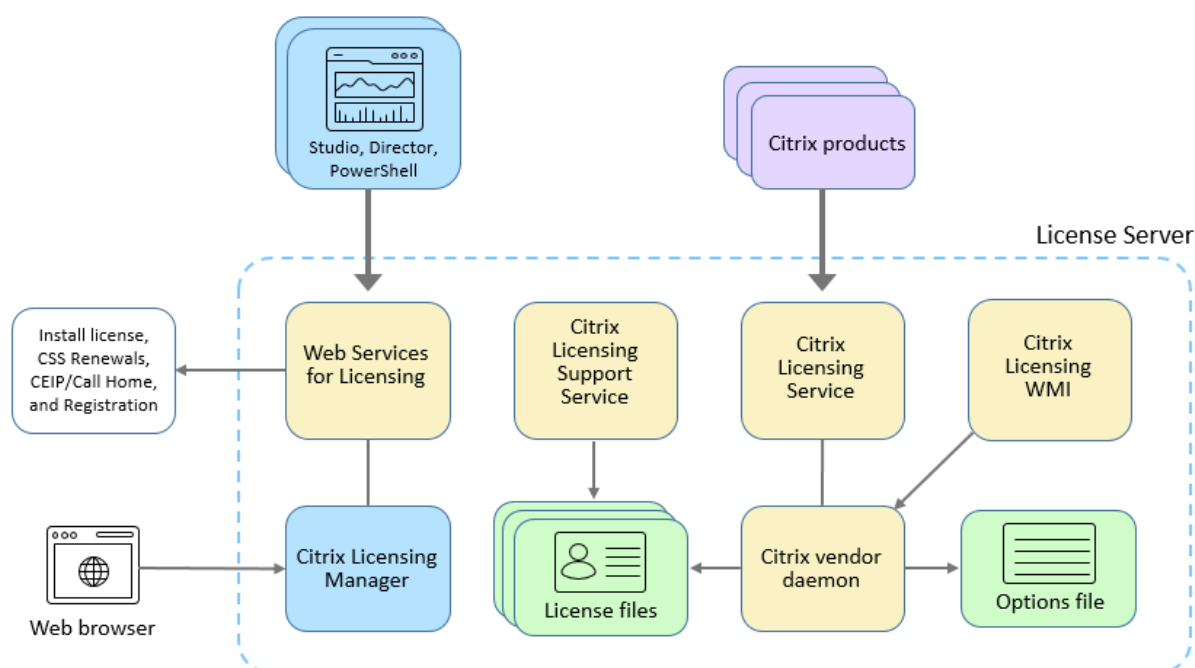 Studio, Director,
PowerShell
Citrix products
License Server
Install license,
CSS Renewals,
CEIP/Call Home,
and Registration
Web Services
for Licensing
Citrix
Licensing
Support
Service
Citrix
Licensing
Service
Citrix
Licensing
WMI
Web browser
Citrix Licensing
Manager
License files
Citrix vendor
daemon
Options file